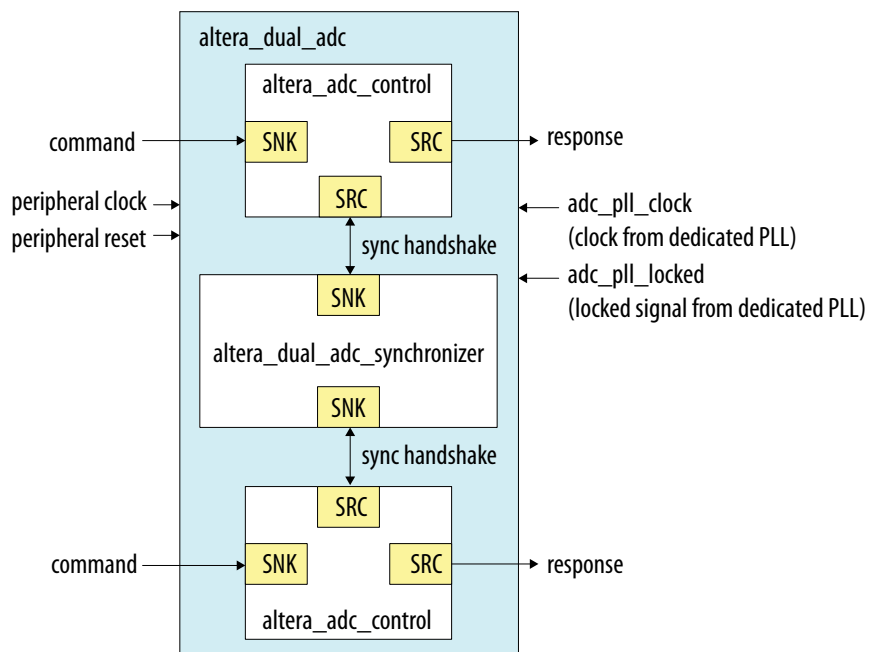 altera_dual_adc
altera_adc_control
command
SNK
SRC
response
SRC
peripheral clock
peripheral reset
adc_pll_clock
(clock from dedicated PLL)
sync handshake
adc_pll_locked
(locked signal from dedicated PLL)
SNK
altera_dual_adc_synchronizer
SNK
sync handshake
SRC
command
SNK
SRC
response
altera_adc_control